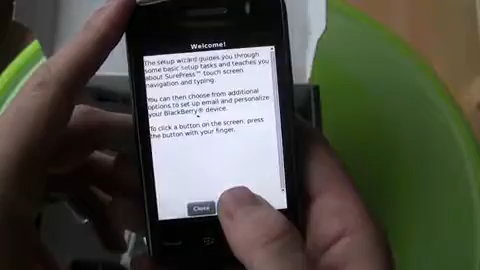 Welcome!
The setup wizard guides you through
some basic setup tasks and teaches you
about SurePress™ touch screen
navigation and typing.
You can then choose from additional
options to set up email and personalize
your BlackBerry® device.
To click a button on the screen, press
the button with your finger.
Close